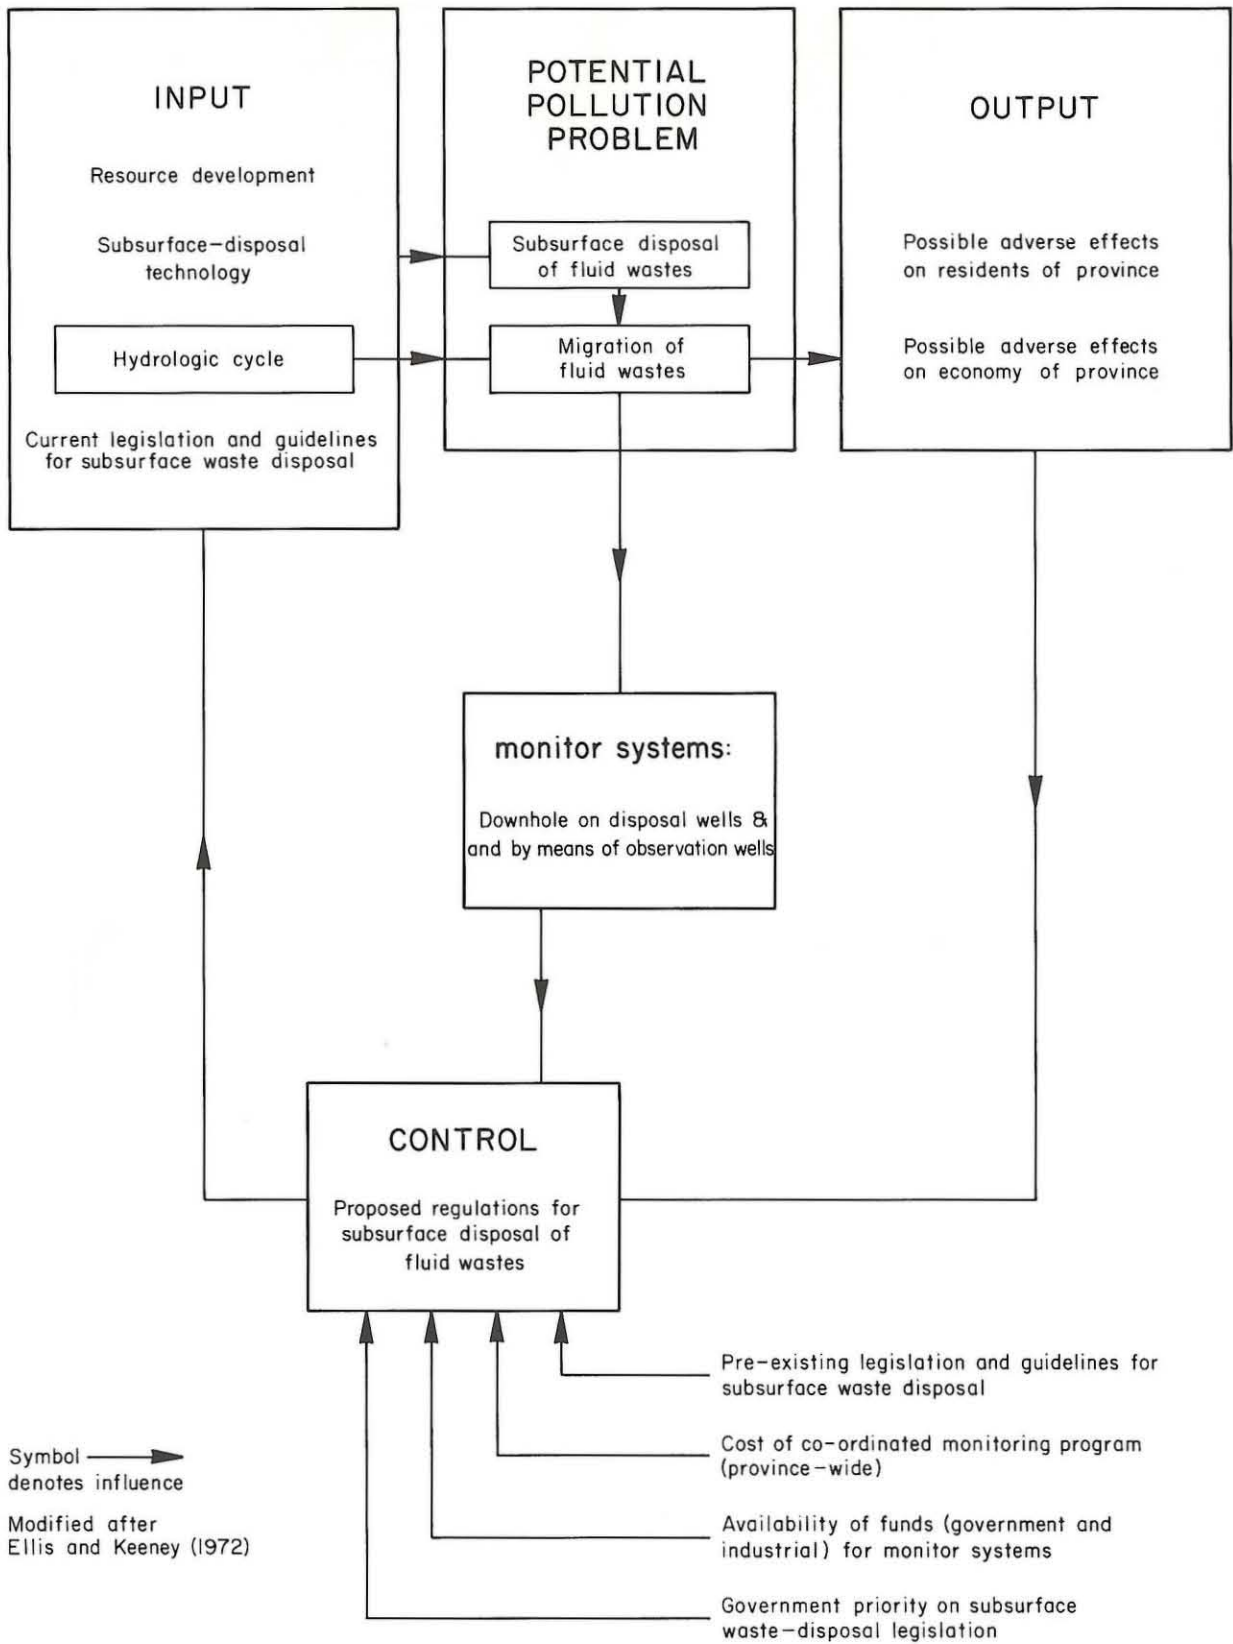 INPUT
Resource development
Subsurface-disposal
technology
Hydrologic cycle
Current legislation and guidelines
for subsurface waste disposal
POTENTIAL
POLLUTION
PROBLEM
Subsurface disposal
of fluid wastes
Migration of
fluid wastes
OUTPUT
Possible adverse effects
on residents of province
Possible adverse effects
on economy of province
monitor systems:
Downhole on disposal wells &
and by means of observation wells
CONTROL
Proposed regulations for
subsurface disposal of
fluid wastes
Pre-existing legislation and guidelines for
subsurface waste disposal
Cost of co-ordinated monitoring program
(province-wide)
Availability of funds (government and
industrial) for monitor systems
Government priority on subsurface
waste-disposal legislation
Symbol
denotes influence
Modified after
Ellis and Keeney (1972)